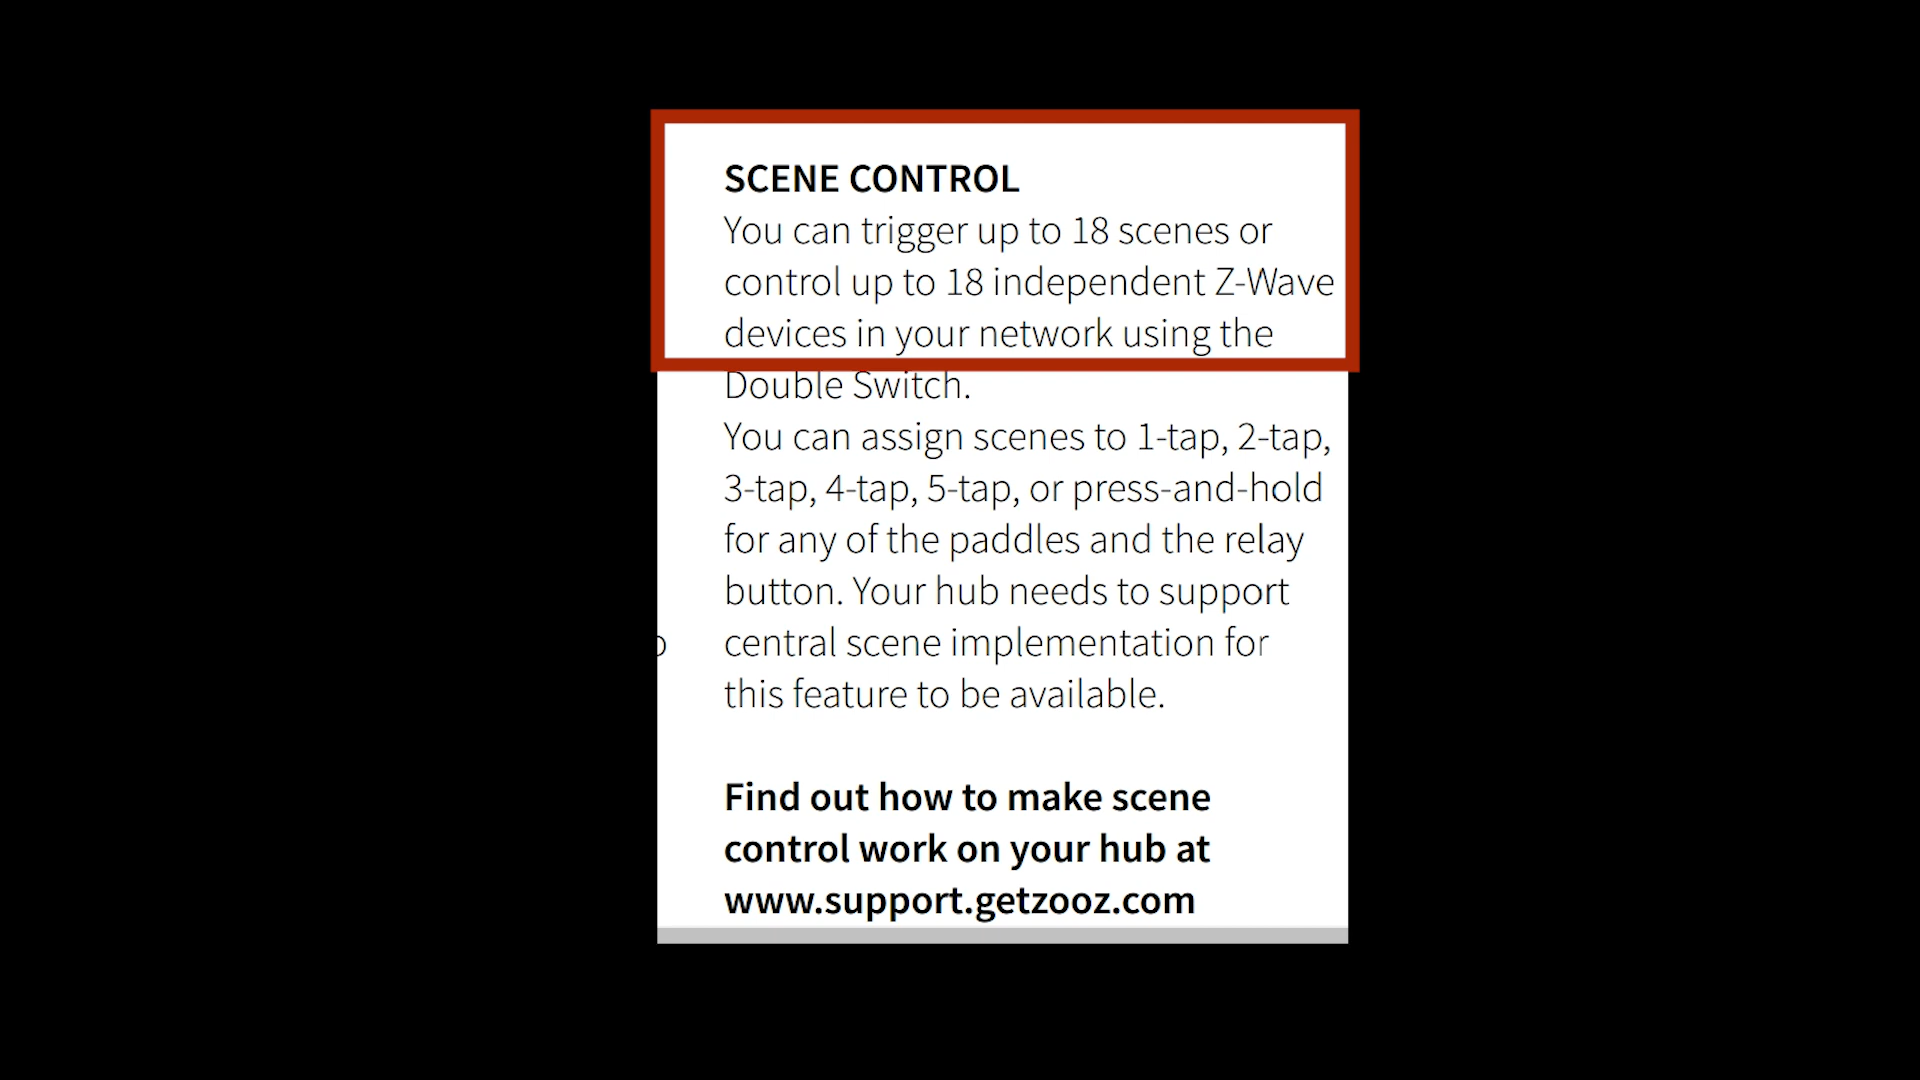 SCENE CONTROL
You can trigger up to 18 scenes or
control up to 18 independent Z-Wave
devices in your network using the
Double Switch.
You can assign scenes to 1-tap, 2-tap,
3-tap, 4-tap, 5-tap, or press-and-hold
for any of the paddles and the relay
button. Your hub needs to support
central scene implementation for
this feature to be available.
Find out how to make scene
control work on your hub at
www.support.getzooz.com